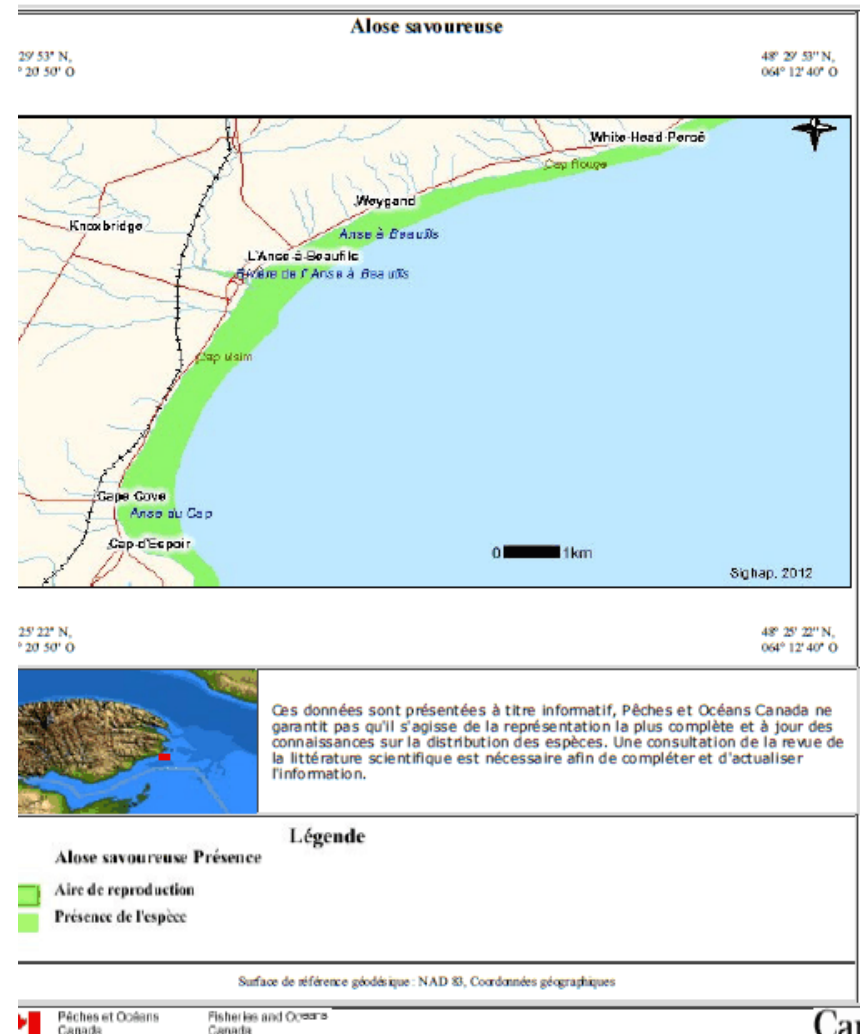 Alose savoureuse
29' 53" N,
° 20' 50" O
48° 29' 53" N,
064° 12' 40" O
White-Head-Percé
Cap Rouge
Weygand
Knoxbridge
Anse à Beaufils
L'Anse-à-Beaufils
Rivière de l'Anse à Beaufils
Cap ulsim
Cape Cove
Anse du Cap
Cap-d'Espoir
0 1km
Sighap, 2012
25' 22" N,
° 20' 50" O
48° 25' 22" N,
064° 12' 40" O
Ces données sont présentées à titre informatif, Pêches et Océans Canada ne
garantit pas qu'il s'agisse de la représentation la plus complète et à jour des
connaissances sur la distribution des espèces. Une consultation de la revue de
la littérature scientifique est nécessaire afin de compléter et d'actualiser
l'information.
Légende
Alose savoureuse Présence
Aire de reproduction
Présence de l'espèce
Surface de référence géodésique : NAD 83, Coordonnées géographiques
Pêches et Océans
Canada
Fisheries and Oceans
Canada
Ca